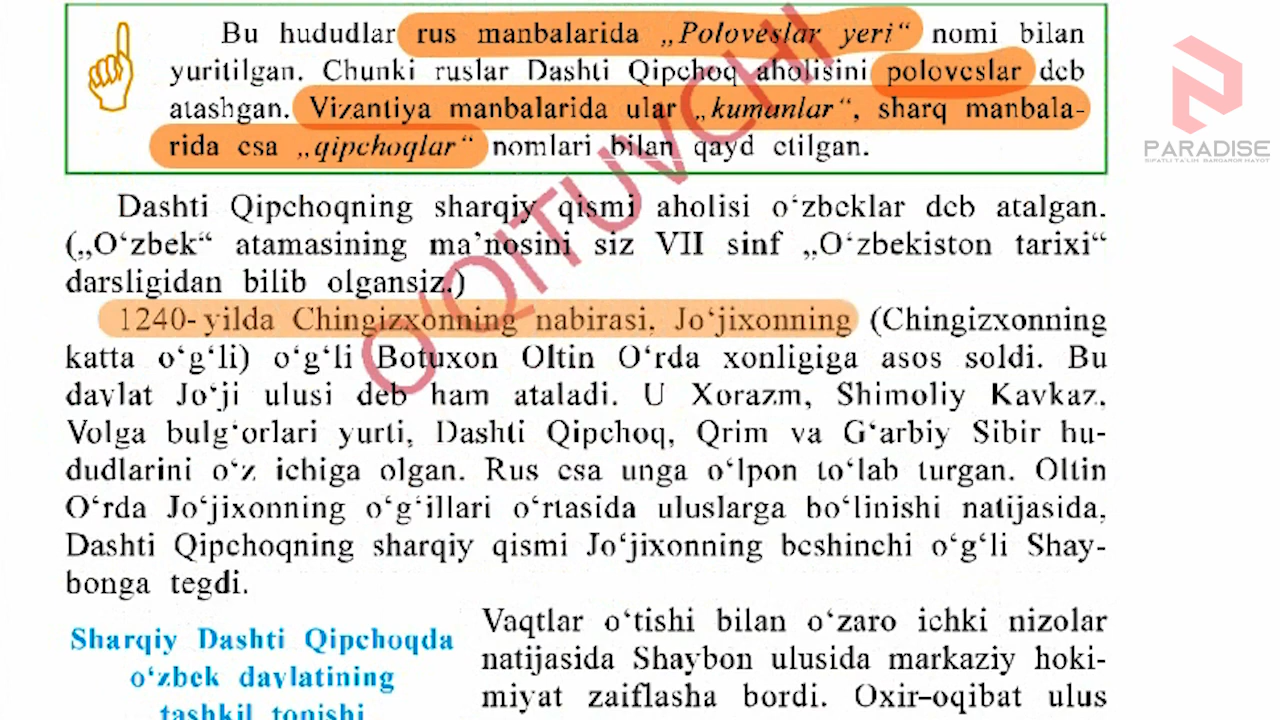 Bu hududlar rus manbalarida „Poloveslar yeri“ nomi bilan
yuritilgan. Chunki ruslar Dashti Qipchoq aholisini poloveslar deb
atashgan. Vizantiya manbalarida ular „kumanlar“, sharq manbala-
rida esa „qipchoqlar“ nomlari bilan qayd etilgan.
PARADISE
SIFATLI TA'LIM - BARQAROR HAYOT
O‘QITUVCHI
Dashti Qipchoqning sharqiy qismi aholisi o‘zbeklar deb atalgan.
(„O‘zbek“ atamasining ma’nosini siz VII sinf „O‘zbekiston tarixi“
darsligidan bilib olgansiz.)
1240-yilda Chingizxonning nabirasi, Jo‘jixonning (Chingizxonning
katta o‘g‘li) o‘g‘li Botuxon Oltin O‘rda xonligiga asos soldi. Bu
davlat Jo‘ji ulusi deb ham ataladi. U Xorazm, Shimoliy Kavkaz,
Volga bulg‘orlari yurti, Dashti Qipchoq, Qrim va G‘arbiy Sibir hu-
dudlarini o‘z ichiga olgan. Rus esa unga o‘lpon to‘lab turgan. Oltin
O‘rda Jo‘jixonning o‘g‘illari o‘rtasida uluslarga bo‘linishi natijasida,
Dashti Qipchoqning sharqiy qismi Jo‘jixonning beshinchi o‘g‘li Shay-
bonga tegdi.
Sharqiy Dashti Qipchoqda
o‘zbek davlatining
tashkil topishi
Vaqtlar o‘tishi bilan o‘zaro ichki nizolar
natijasida Shaybon ulusida markaziy hoki-
miyat zaiflasha bordi. Oxir–oqibat ulus